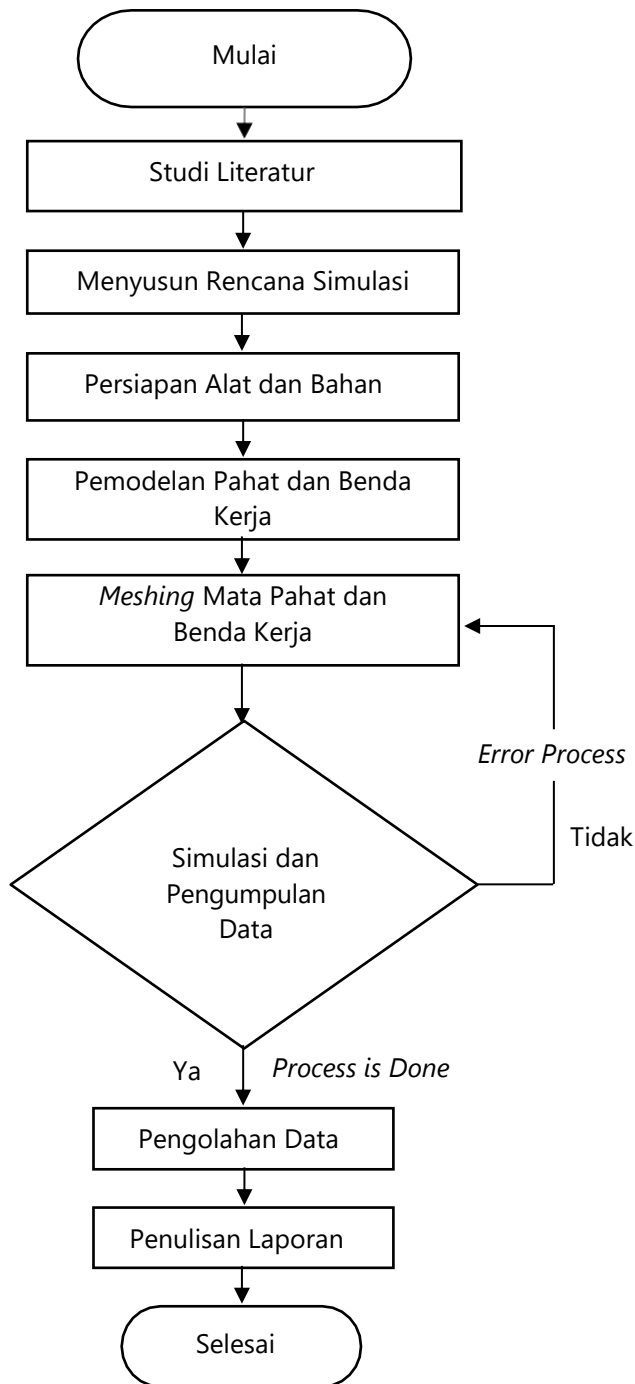 Mulai
Studi Literatur
Menyusun Rencana Simulasi
Persiapan Alat dan Bahan
Pemodelan Pahat dan Benda
Kerja
Meshing Mata Pahat dan
Benda Kerja
Error Process
Tidak
Simulasi dan
Pengumpulan
Data
Ya Process is Done
Pengolahan Data
Penulisan Laporan
Selesai